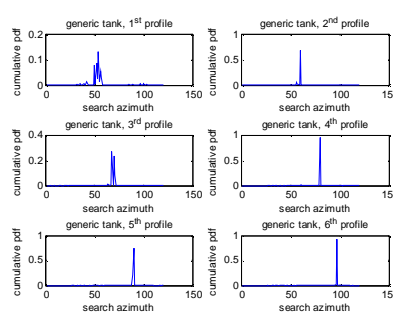 generic tank, 1st profile
cumulative pdf
0.2
0.1
0
0 50 100 150
search azimuth
generic tank, 2nd profile
cumulative pdf
1
0.5
0
0 50 100 15
search azimuth
generic tank, 3rd profile
cumulative pdf
0.4
0.2
0
0 50 100 150
search azimuth
generic tank, 4th profile
cumulative pdf
1
0.5
0
0 50 100 15
search azimuth
generic tank, 5th profile
cumulative pdf
1
0.5
0
0 50 100 150
search azimuth
generic tank, 6th profile
cumulative pdf
1
0.5
0
0 50 100 15
search azimuth